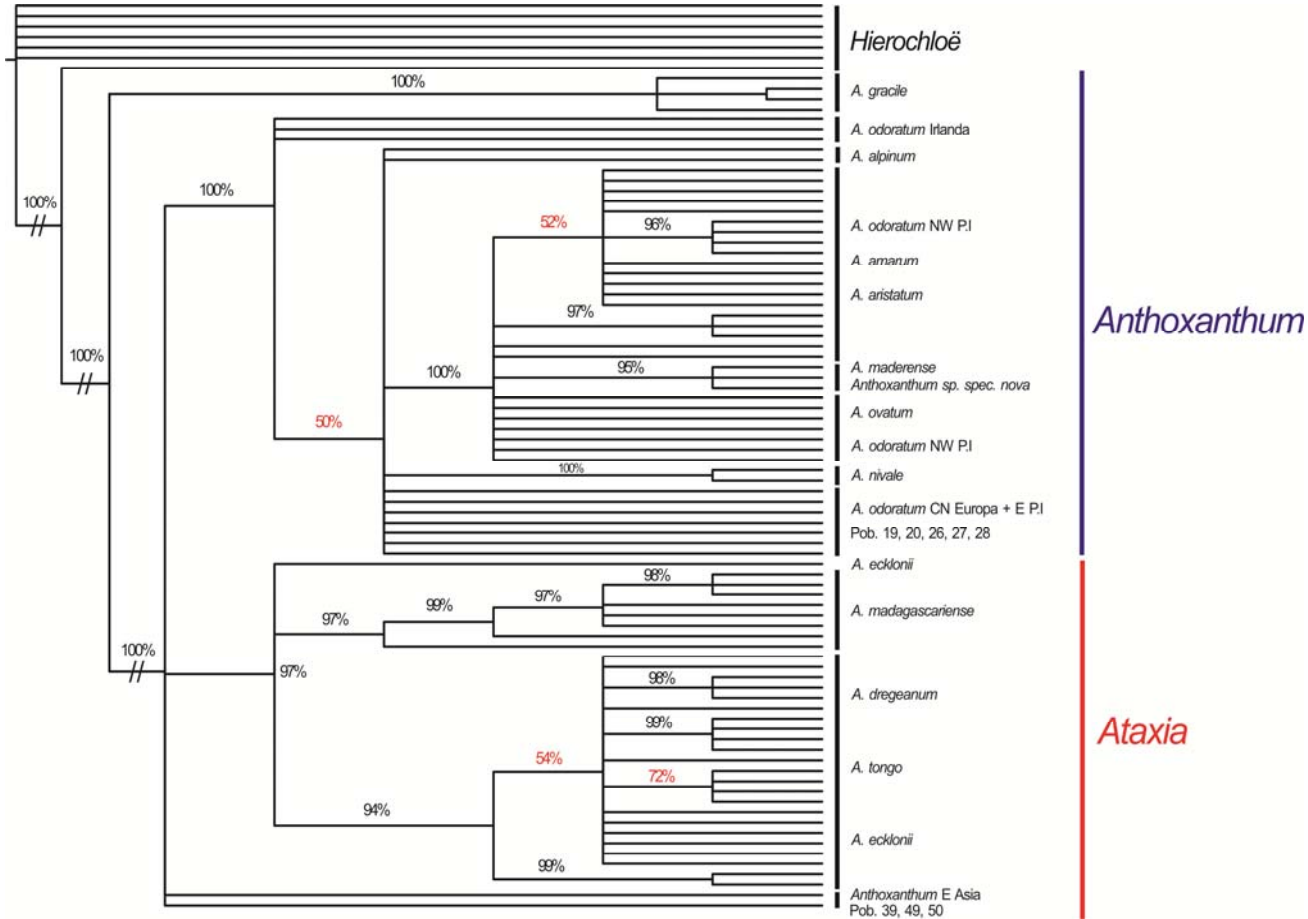 Hierochloë
100%
A. gracile
A. odoratum Irlanda
A. alpinum
100%
100%
52%
96%
A. odoratum NW P.I
A. amarum
A. aristatum
97%
Anthoxanthum
100%
100%
95%
A. maderense
Anthoxanthum sp. spec. nova
A. ovatum
50%
A. odoratum NW P.I
100%
A. nivale
A. odoratum CN Europa + E P.I
Pob. 19, 20, 26, 27, 28
A. ecklonii
98%
97%
99%
97%
A. madagascariense
100%
97%
98%
A. dregeanum
99%
Ataxia
54%
72%
A. tongo
94%
A. ecklonii
99%
Anthoxanthum E Asia
Pob. 39, 49, 50